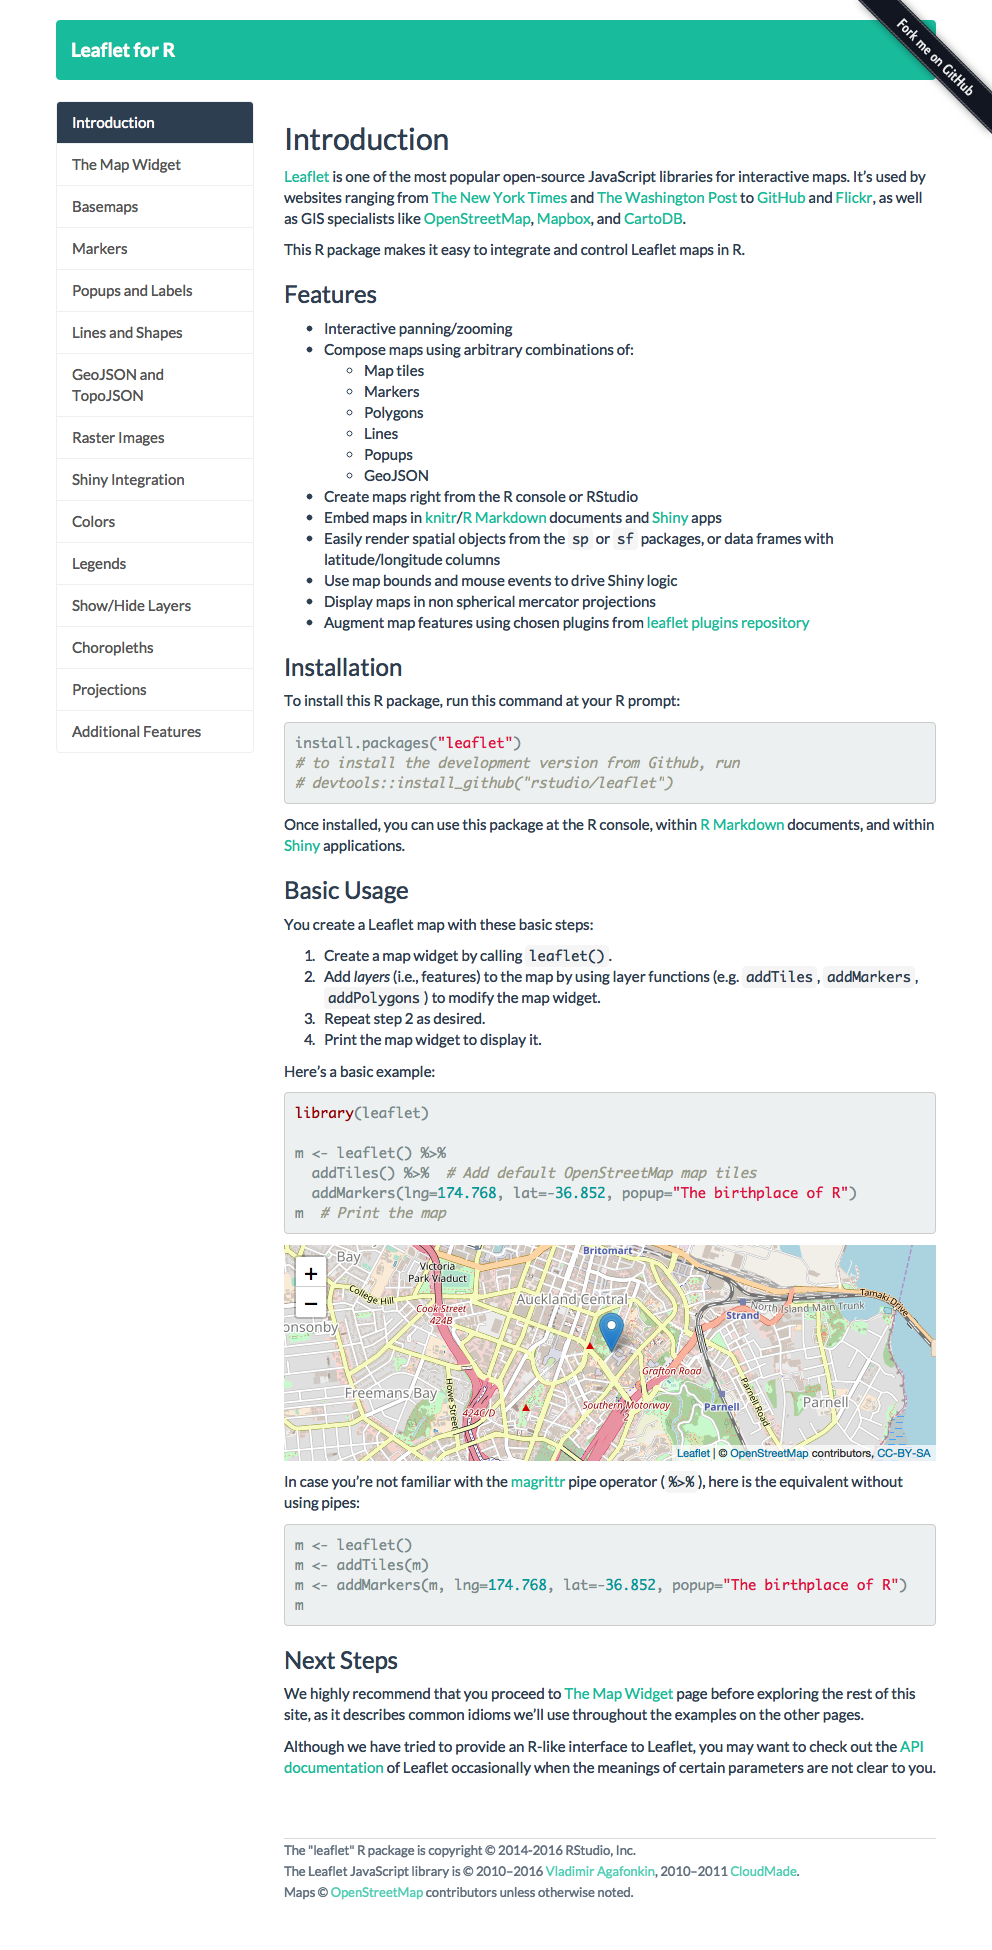 Leaflet for R
Fork me on GitHub
Introduction
The Map Widget
Basemaps
Markers
Popups and Labels
Lines and Shapes
GeoJSON and
TopoJSON
Raster Images
Shiny Integration
Colors
Legends
Show/Hide Layers
Choropleths
Projections
Additional Features
Introduction
Leaflet is one of the most popular open-source JavaScript libraries for interactive maps. It’s used by
websites ranging from The New York Times and The Washington Post to GitHub and Flickr, as well
as GIS specialists like OpenStreetMap, Mapbox, and CartoDB.
This R package makes it easy to integrate and control Leaflet maps in R.
Features
• Interactive panning/zooming
• Compose maps using arbitrary combinations of:
◦ Map tiles
◦ Markers
◦ Polygons
◦ Lines
◦ Popups
◦ GeoJSON
• Create maps right from the R console or RStudio
• Embed maps in knitr/R Markdown documents and Shiny apps
• Easily render spatial objects from the sp or sf packages, or data frames with
latitude/longitude columns
• Use map bounds and mouse events to drive Shiny logic
• Display maps in non spherical mercator projections
• Augment map features using chosen plugins from leaflet plugins repository
Installation
To install this R package, run this command at your R prompt:
install.packages("leaflet")
# to install the development version from Github, run
# devtools::install_github("rstudio/leaflet")
Once installed, you can use this package at the R console, within R Markdown documents, and within
Shiny applications.
Basic Usage
You create a Leaflet map with these basic steps:
1. Create a map widget by calling leaflet().
2. Add layers (i.e., features) to the map by using layer functions (e.g. addTiles, addMarkers,
addPolygons) to modify the map widget.
3. Repeat step 2 as desired.
4. Print the map widget to display it.
Here’s a basic example:
library(leaflet)
m <- leaflet() %>%
addTiles() %>%  # Add default OpenStreetMap map tiles
addMarkers(lng=174.768, lat=-36.852, popup="The birthplace of R")
m  # Print the map
+
−
Bay
Victoria
Park Viaduct
Britomart
College Hill
Cook Street
424B
Auckland Central
Tamaki Drive
North Island Main Trunk
Strand
onsonby
Grafton Road
Freemans Bay
Howe Street
424C/D
Southern Motorway
2
Parnell
Parnell Road
Parnell
Leaflet | © OpenStreetMap contributors, CC-BY-SA
In case you’re not familiar with the magrittr pipe operator (%>%), here is the equivalent without
using pipes:
m <- leaflet()
m <- addTiles(m)
m <- addMarkers(m, lng=174.768, lat=-36.852, popup="The birthplace of R")
m
Next Steps
We highly recommend that you proceed to The Map Widget page before exploring the rest of this
site, as it describes common idioms we’ll use throughout the examples on the other pages.
Although we have tried to provide an R-like interface to Leaflet, you may want to check out the API
documentation of Leaflet occasionally when the meanings of certain parameters are not clear to you.
The "leaflet" R package is copyright © 2014-2016 RStudio, Inc.
The Leaflet JavaScript library is © 2010–2016 Vladimir Agafonkin, 2010–2011 CloudMade.
Maps © OpenStreetMap contributors unless otherwise noted.